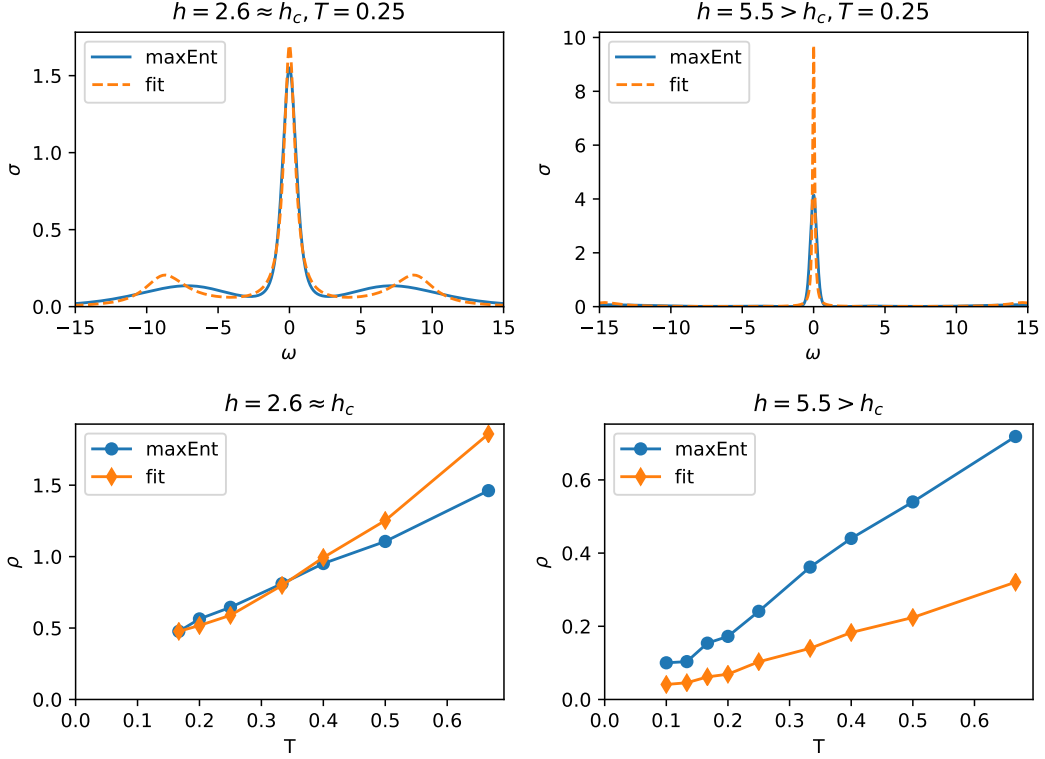 h = 2.6 ≈ h_c, T = 0.25
maxEnt
fit
1.5
1.0
0.5
0.0
σ
−15 −10 −5 0 5 10 15
ω
h = 5.5 > h_c, T = 0.25
maxEnt
fit
10
8
6
4
2
0
σ
−15 −10 −5 0 5 10 15
ω
h = 2.6 ≈ h_c
maxEnt
fit
1.5
1.0
0.5
0.0
ρ
0.0 0.1 0.2 0.3 0.4 0.5 0.6
T
h = 5.5 > h_c
maxEnt
fit
0.6
0.4
0.2
0.0
ρ
0.0 0.1 0.2 0.3 0.4 0.5 0.6
T